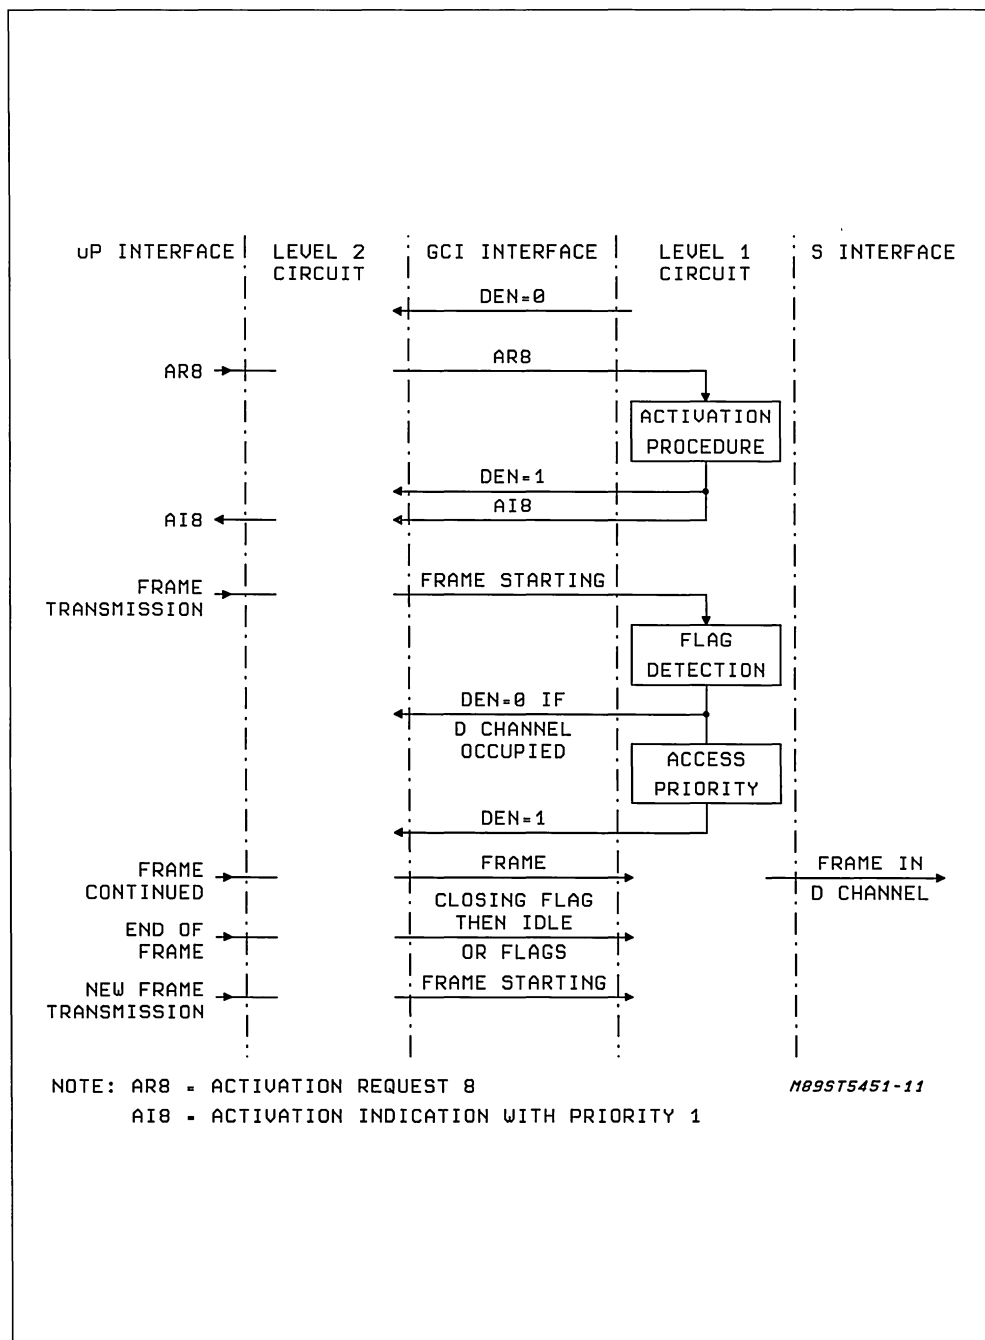 uP INTERFACE LEVEL 2 CIRCUIT GCI INTERFACE LEVEL 1 CIRCUIT S INTERFACE
DEN=0
AR8 AR8
ACTIVATION
PROCEDURE
DEN=1
AI8 AI8
FRAME TRANSMISSION FRAME STARTING
FLAG
DETECTION
DEN=0 IF
D CHANNEL
OCCUPIED
ACCESS
PRIORITY
DEN=1
FRAME CONTINUED FRAME FRAME IN D CHANNEL
END OF FRAME CLOSING FLAG THEN IDLE OR FLAGS
NEW FRAME TRANSMISSION FRAME STARTING
NOTE: AR8 = ACTIVATION REQUEST 8 M89ST5451-11
AI8 = ACTIVATION INDICATION WITH PRIORITY 1